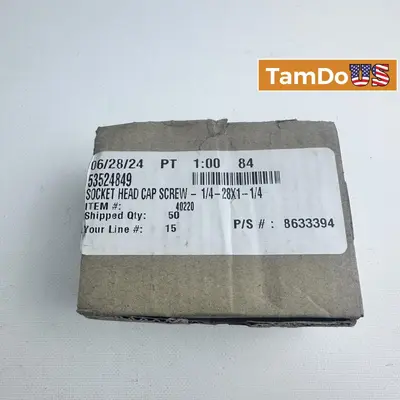 TamDoUS
06/28/24 PT 1:00 84
53524849
SOCKET HEAD CAP SCREW - 1/4-28X1-1/4
ITEM #: 40220
Shipped Qty: 50
Your Line #: 15 P/S # : 8633394